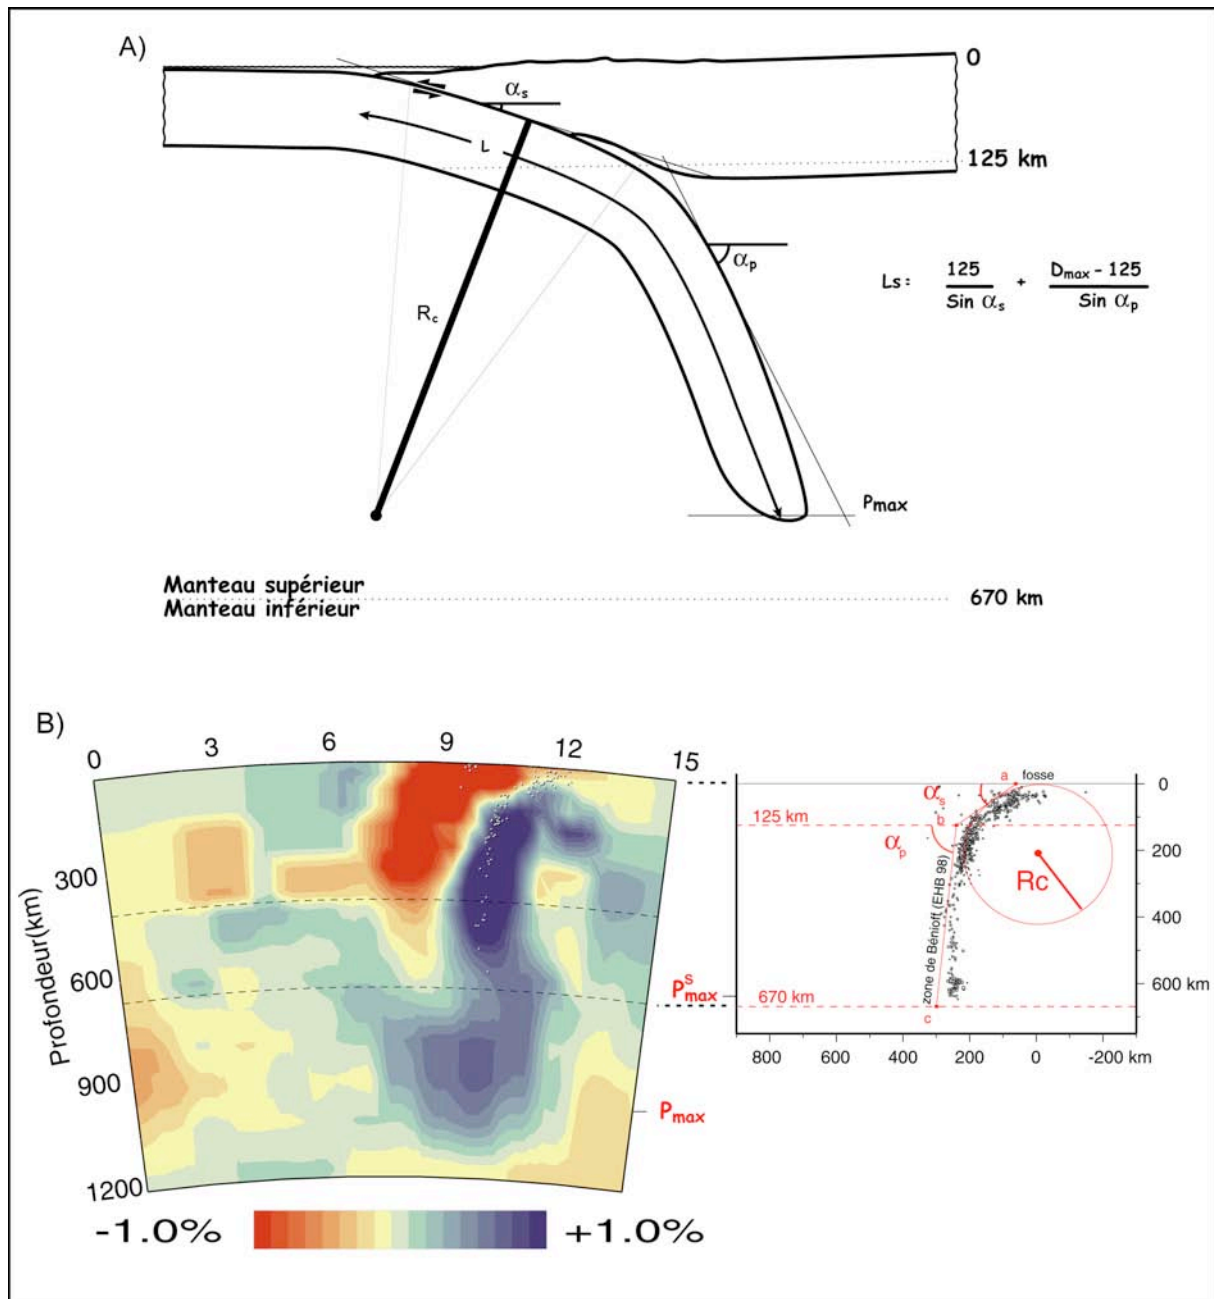 A)
0
αs
L
125 km
αp
Ls : 125 / Sin αs + Dmax - 125 / Sin αp
Rc
Pmax
Manteau supérieur
Manteau inférieur
670 km
B)
0 3 6 9 12 15
300
600
900
1200
Profondeur(km)
-1.0% +1.0%
PSmax
Pmax
a fosse
αs
125 km
b
αp
Rc
zone de Bénioff (EHB 98)
670 km
c
0
200
400
600 km
800 600 400 200 0 -200 km